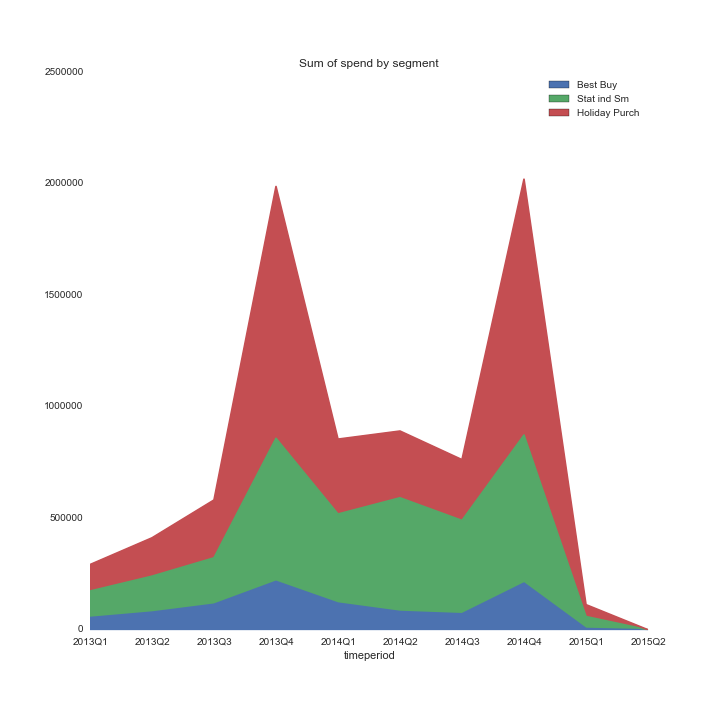 Sum of spend by segment
2500000
Best Buy
Stat ind Sm
Holiday Purch
2000000
1500000
1000000
500000
0
2013Q1 2013Q2 2013Q3 2013Q4 2014Q1 2014Q2 2014Q3 2014Q4 2015Q1 2015Q2
timeperiod